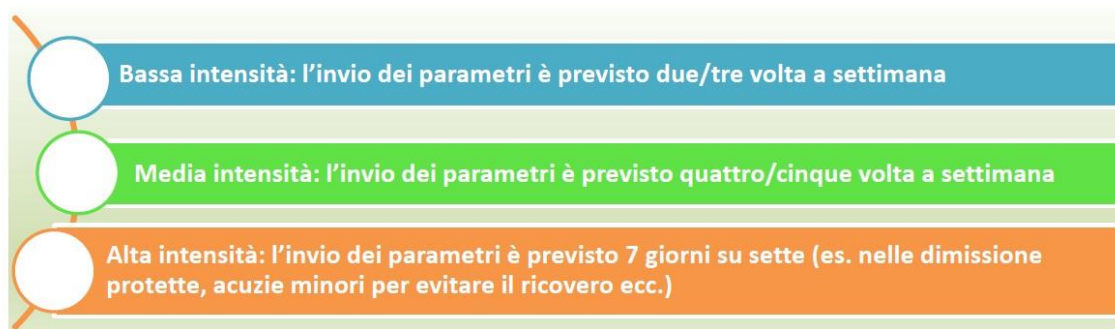 Bassa intensità: l’invio dei parametri è previsto due/tre volta a settimana
Media intensità: l’invio dei parametri è previsto quattro/cinque volta a settimana
Alta intensità: l’invio dei parametri è previsto 7 giorni su sette (es. nelle dimissione
protette, acuzie minori per evitare il ricovero ecc.)